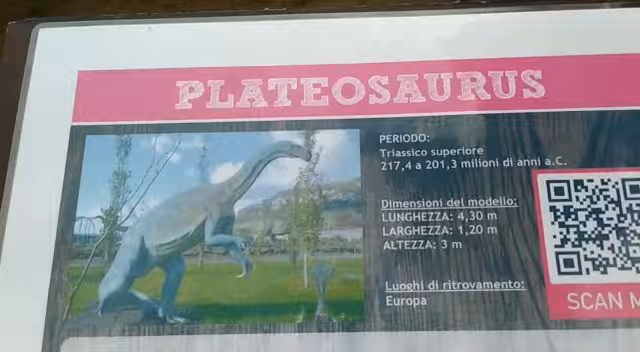 PLATEOSAURUS
PERIODO:
Triassico superiore
217,4 a 201,3 milioni di anni a.C.
Dimensioni del modello:
LUNGHEZZA: 4,30 m
LARGHEZZA: 1,20 m
ALTEZZA: 3 m
Luoghi di ritrovamento:
Europa
SCAN M